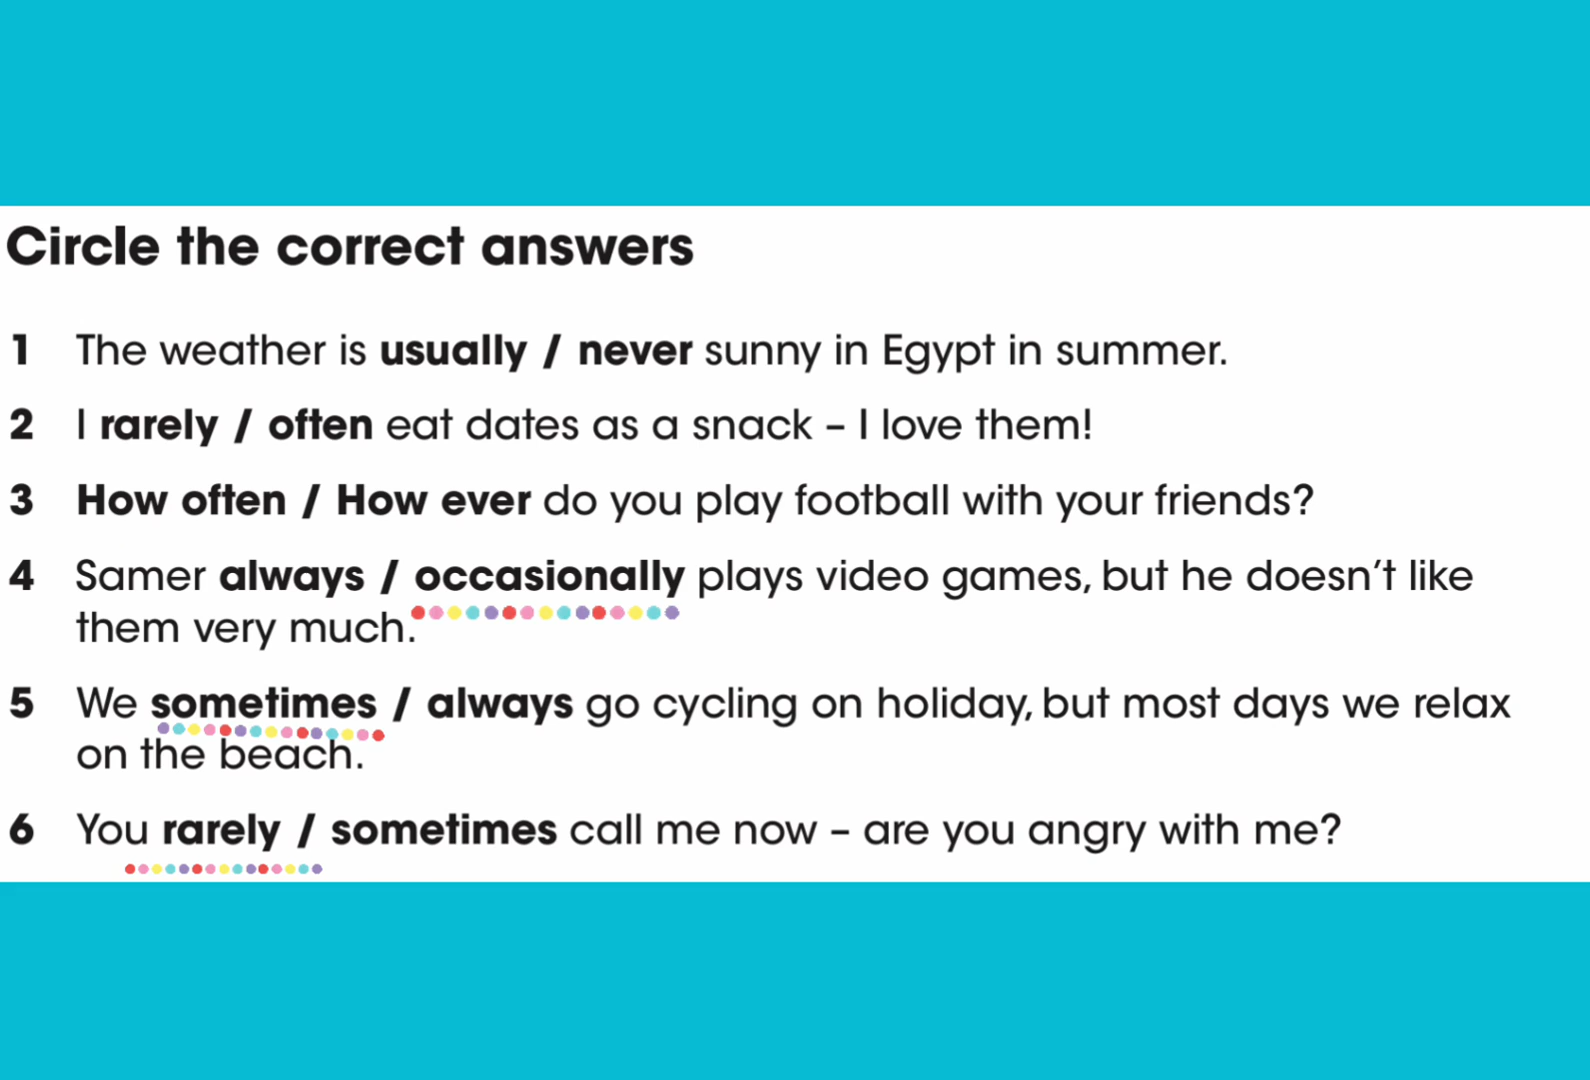 Circle the correct answers
1 The weather is usually / never sunny in Egypt in summer.
2 I rarely / often eat dates as a snack – I love them!
3 How often / How ever do you play football with your friends?
4 Samer always / occasionally plays video games, but he doesn't like
them very much.
5 We sometimes / always go cycling on holiday, but most days we relax
on the beach.
6 You rarely / sometimes call me now – are you angry with me?